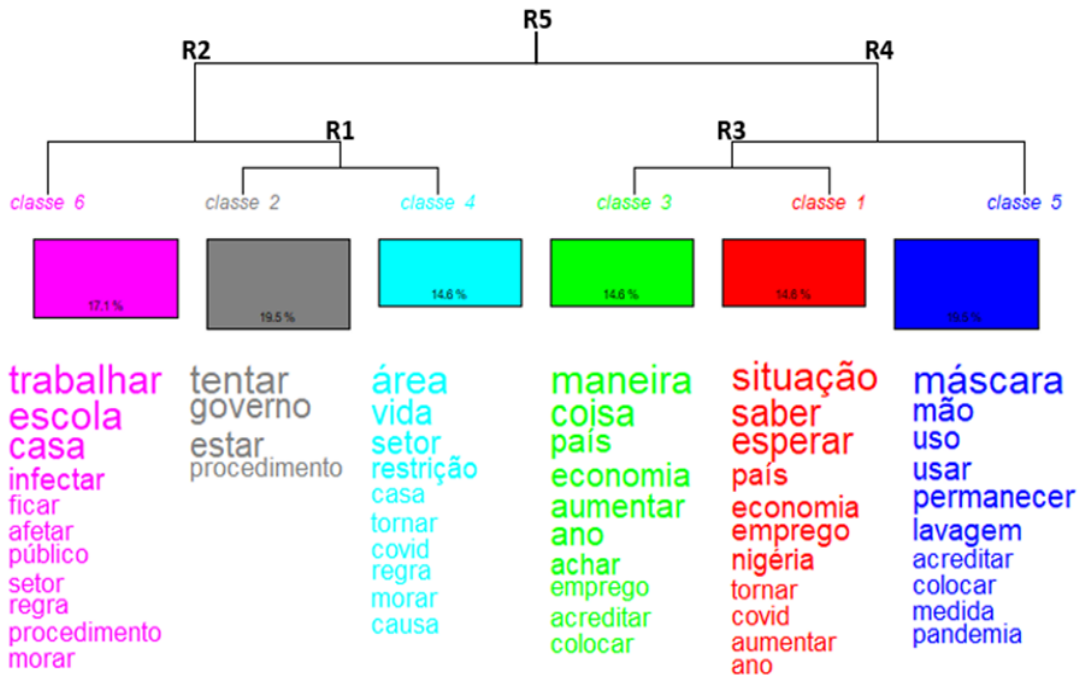 R5
R2
R4
R1
R3
classe 6
classe 2
classe 4
classe 3
classe 1
classe 5
17.1 %
19.5 %
14.6 %
14.6 %
14.6 %
19.5 %
trabalhar
escola
casa
infectar
ficar
afetar
público
setor
regra
procedimento
morar
tentar
governo
estar
procedimento
área
vida
setor
restrição
casa
tornar
covid
regra
morar
causa
maneira
coisa
país
economia
aumentar
ano
achar
emprego
acreditar
colocar
situação
saber
esperar
país
economia
emprego
nigéria
tornar
covid
aumentar
ano
máscara
mão
uso
usar
permanecer
lavagem
acreditar
colocar
medida
pandemia